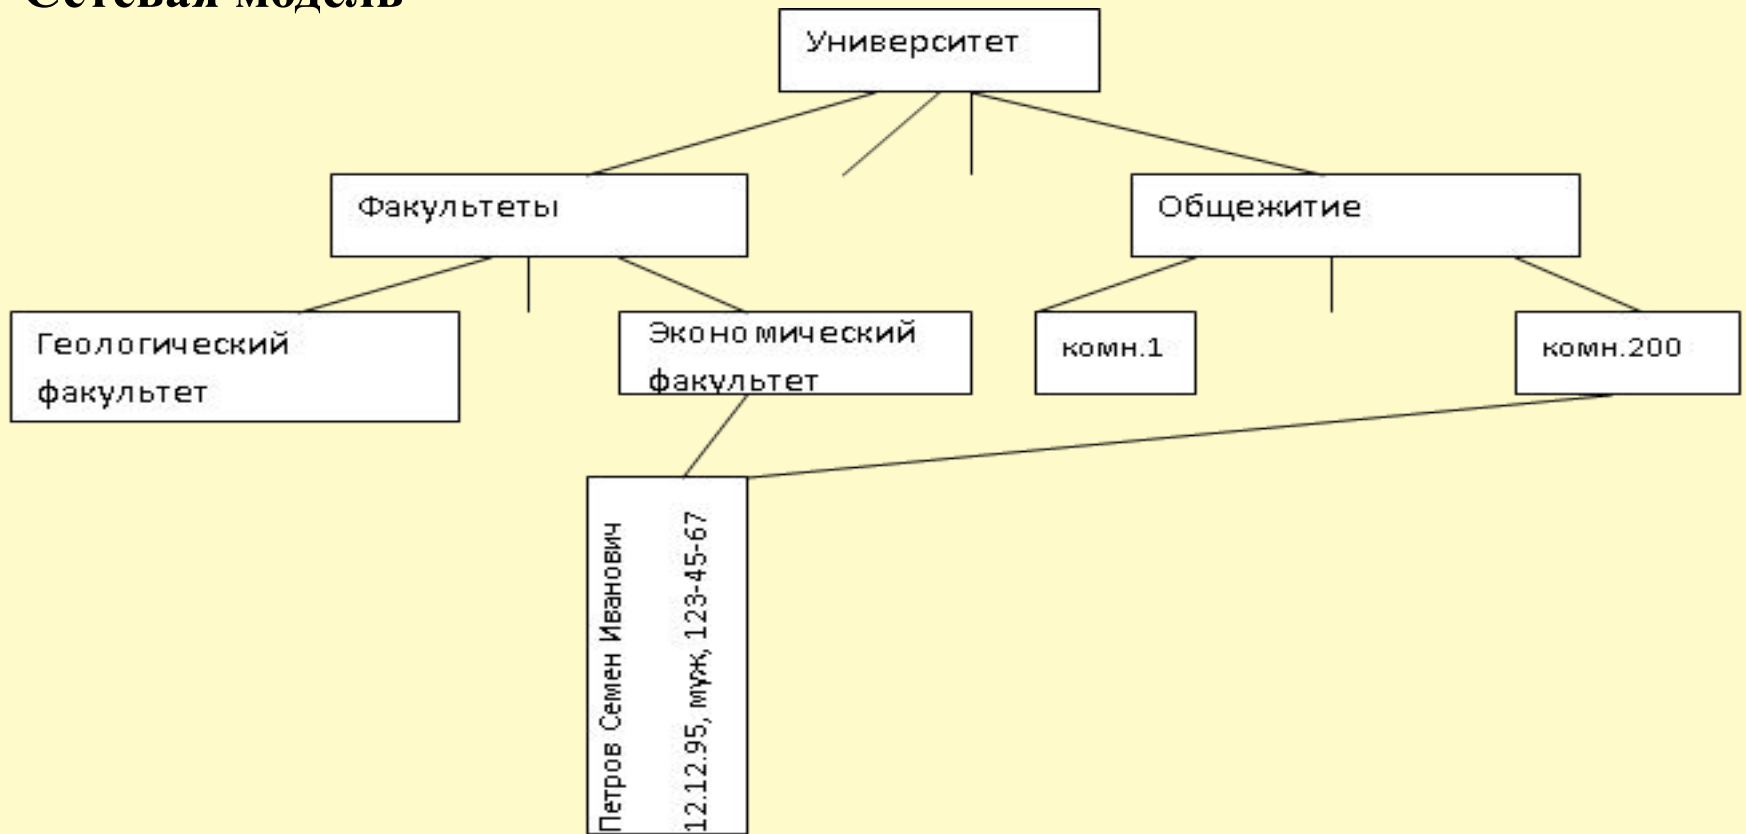 Сетевая модель
Университет
Факультеты
Общежитие
Геологический
факультет
Экономический
факультет
комн.1
комн.200
Петров Семен Иванович
12.12.95, муж, 123-45-67